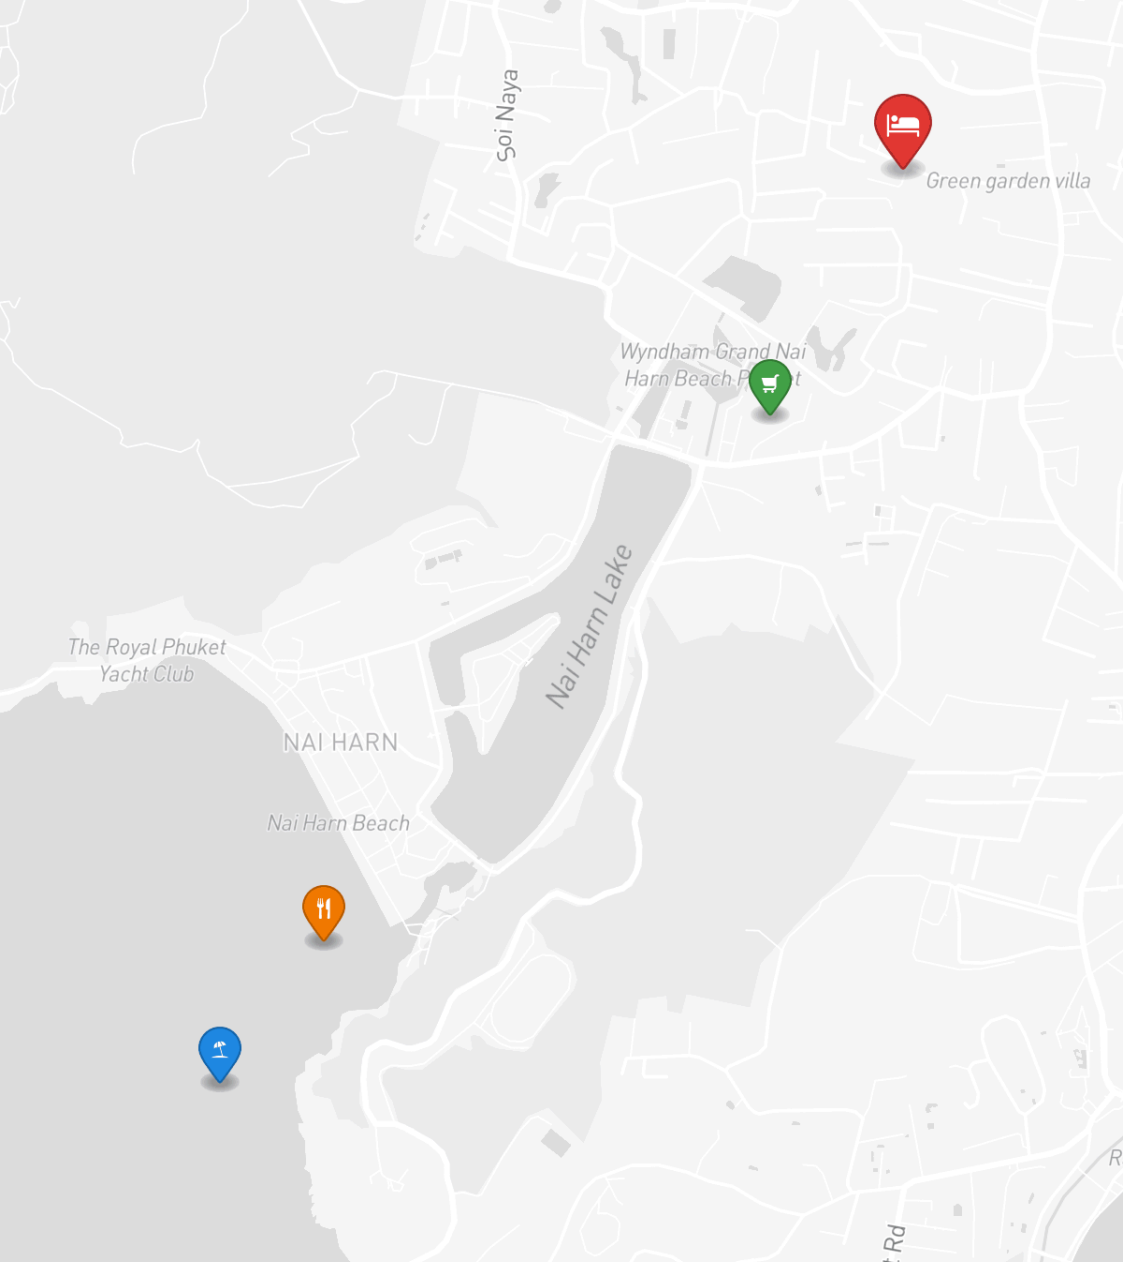 Soi Naya
Green garden villa
Wyndham Grand Nai
Harn Beach
Nai Harn Lake
The Royal Phuket
Yacht Club
NAI HARN
Nai Harn Beach
Rd